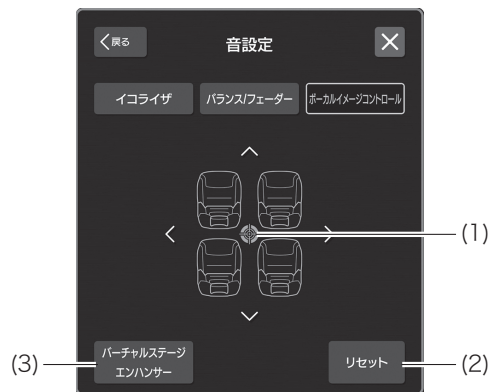 戻る
音設定
イコライザ
バランス/フェーダー
ボーカルイメージコントロール
(1)
(3)
バーチャルステージ
エンハンサー
リセット
(2)